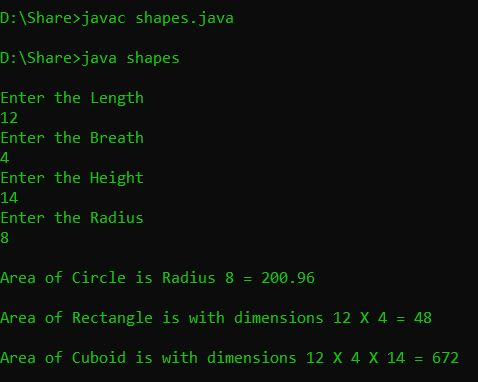 D:\Share>javac shapes.java
D:\Share>java shapes
Enter the Length
12
Enter the Breath
4
Enter the Height
14
Enter the Radius
8
Area of Circle is Radius 8 = 200.96
Area of Rectangle is with dimensions 12 X 4 = 48
Area of Cuboid is with dimensions 12 X 4 X 14 = 672